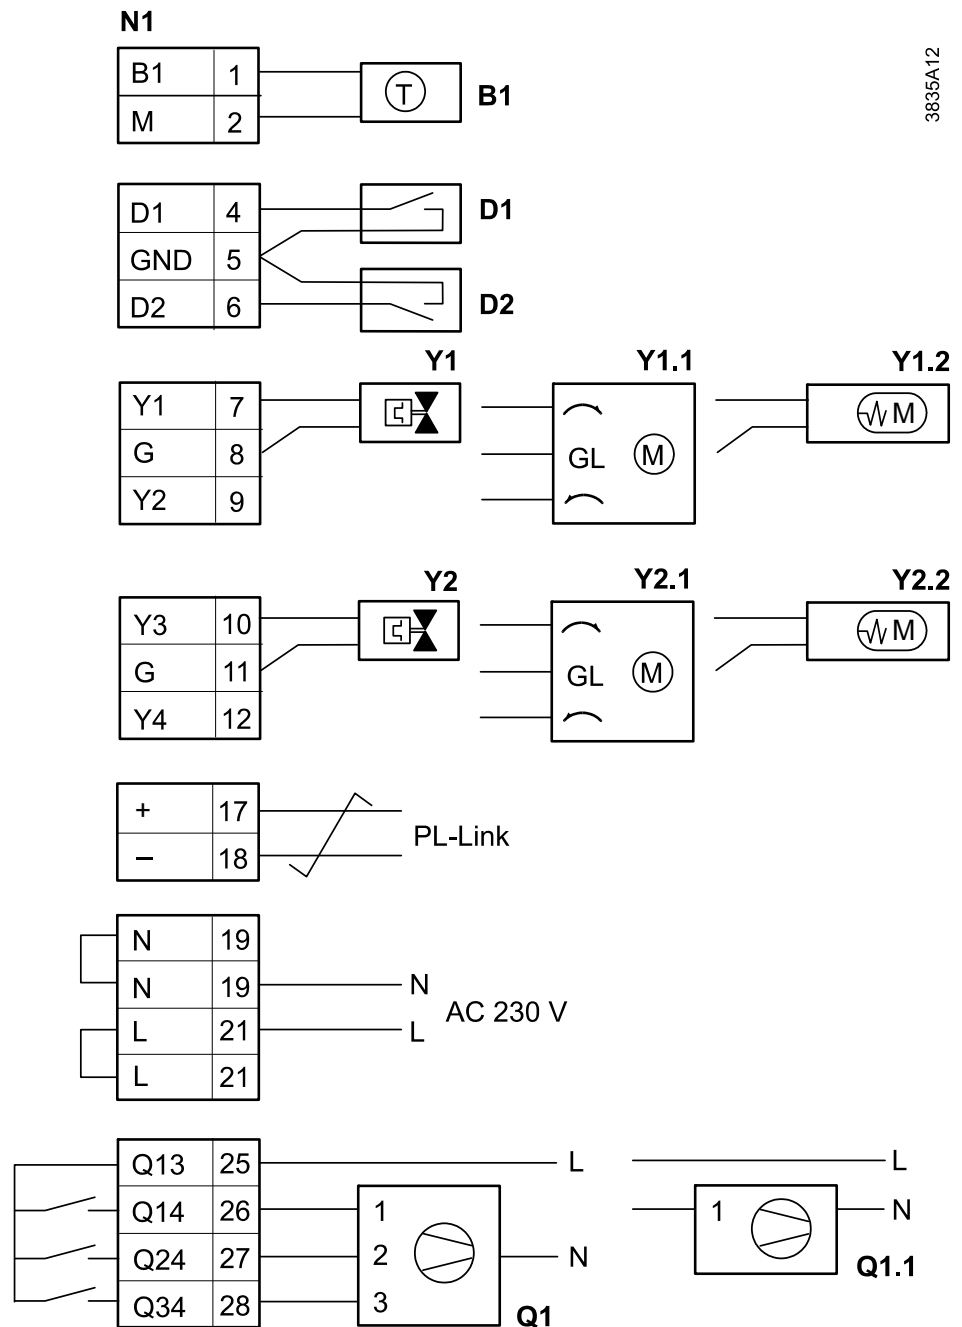 N1
3835A12
B1 1
M 2
T
B1
D1 4
GND 5
D2 6
D1
D2
Y1 Y1.1 Y1.2
Y1 7
G 8
Y2 9
GL M
M
Y2 Y2.1 Y2.2
Y3 10
G 11
Y4 12
GL M
M
+ 17
– 18
PL-Link
N 19
N 19
L 21
L 21
N
AC 230 V
L
Q13 25
Q14 26
Q24 27
Q34 28
L
1
2
3
N
Q1
L
1
N
Q1.1